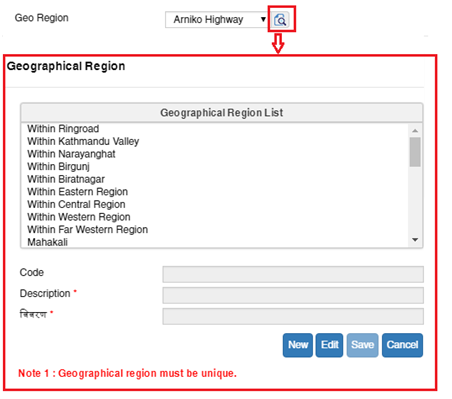 Geo Region Arniko Highway
Geographical Region
Geographical Region List
Within Ringroad
Within Kathmandu Valley
Within Narayanghat
Within Birgunj
Within Biratnagar
Within Eastern Region
Within Central Region
Within Western Region
Within Far Western Region
Mahakali
Code
Description *
विवरण *
New Edit Save Cancel
Note 1 : Geographical region must be unique.